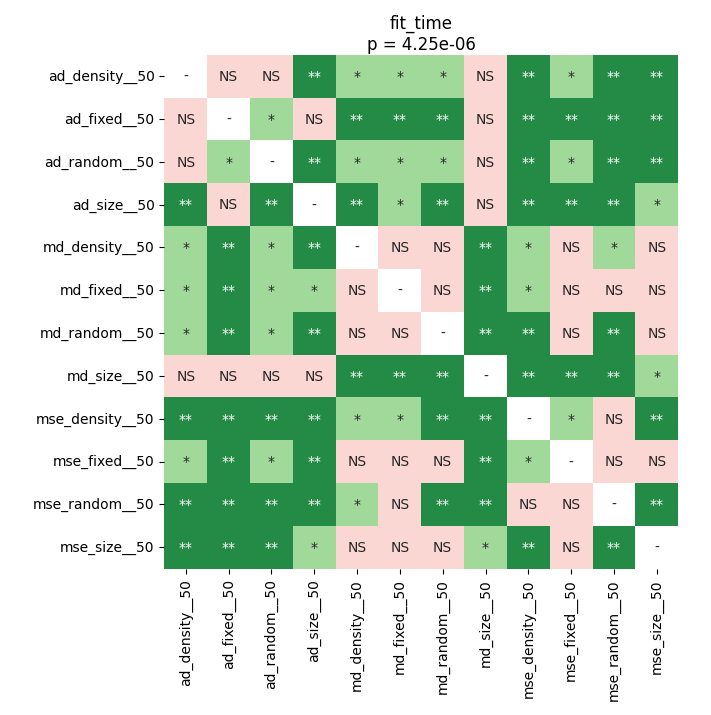 fit_time
p = 4.25e-06
ad_density__50 - NS NS ** * * * NS ** * ** **
ad_fixed__50 NS - * NS ** ** ** NS ** ** ** **
ad_random__50 NS * - ** * * * NS ** * ** **
ad_size__50 ** NS ** - ** * ** NS ** ** ** *
md_density__50 * ** * ** - NS NS ** * NS * NS
md_fixed__50 * ** * * NS - NS ** * NS NS NS
md_random__50 * ** * ** NS NS - ** ** NS ** NS
md_size__50 NS NS NS NS ** ** ** - ** ** ** *
mse_density__50 ** ** ** ** * * ** ** - * NS **
mse_fixed__50 * ** * ** NS NS NS ** * - NS NS
mse_random__50 ** ** ** ** * NS ** ** NS NS - **
mse_size__50 ** ** ** * NS NS NS * ** NS ** -
ad_density__50
ad_fixed__50
ad_random__50
ad_size__50
md_density__50
md_fixed__50
md_random__50
md_size__50
mse_density__50
mse_fixed__50
mse_random__50
mse_size__50